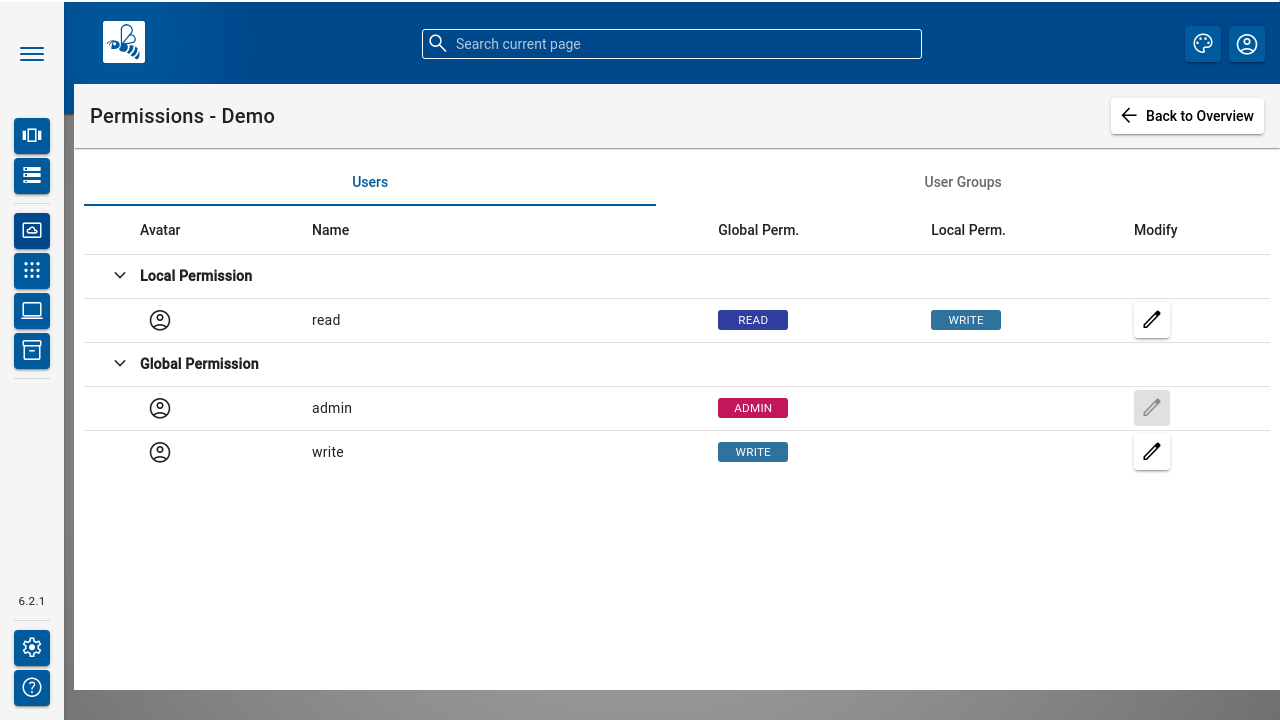 Search current page
Permissions - Demo
Back to Overview
Users
User Groups
Avatar Name Global Perm. Local Perm. Modify
Local Permission
read READ WRITE
Global Permission
admin ADMIN
write WRITE
6.2.1